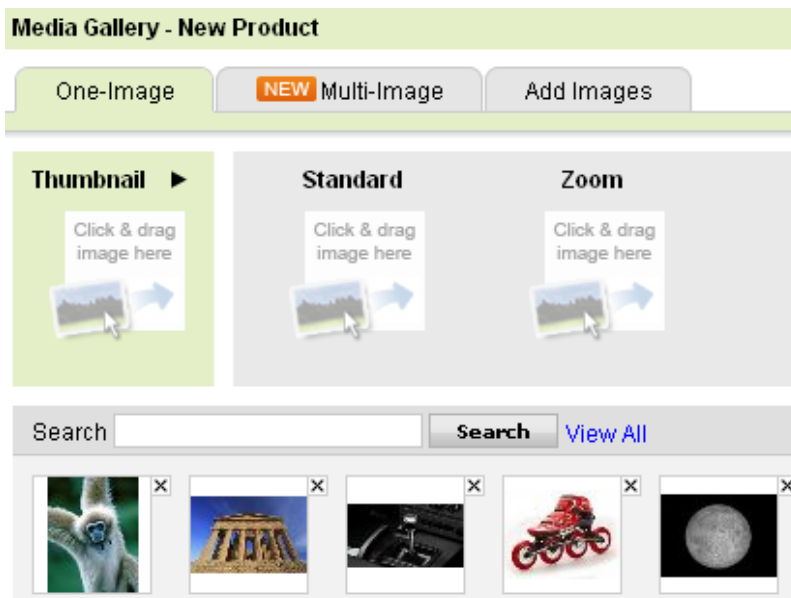 Media Gallery - New Product
One-Image
NEW Multi-Image
Add Images
Thumbnail ►
Standard
Zoom
Click & drag
image here
Click & drag
image here
Click & drag
image here
Search
Search
View All